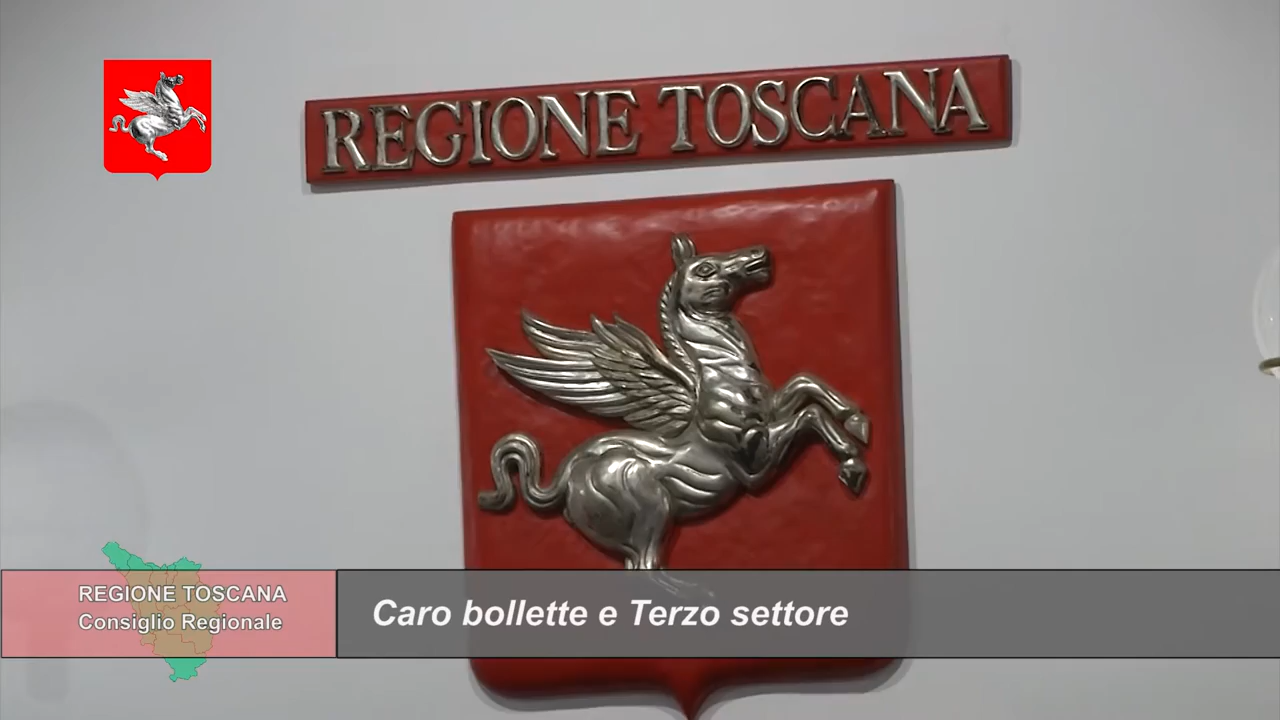 REGIONE TOSCANA
REGIONE TOSCANA
Consiglio Regionale
Caro bollette e Terzo settore